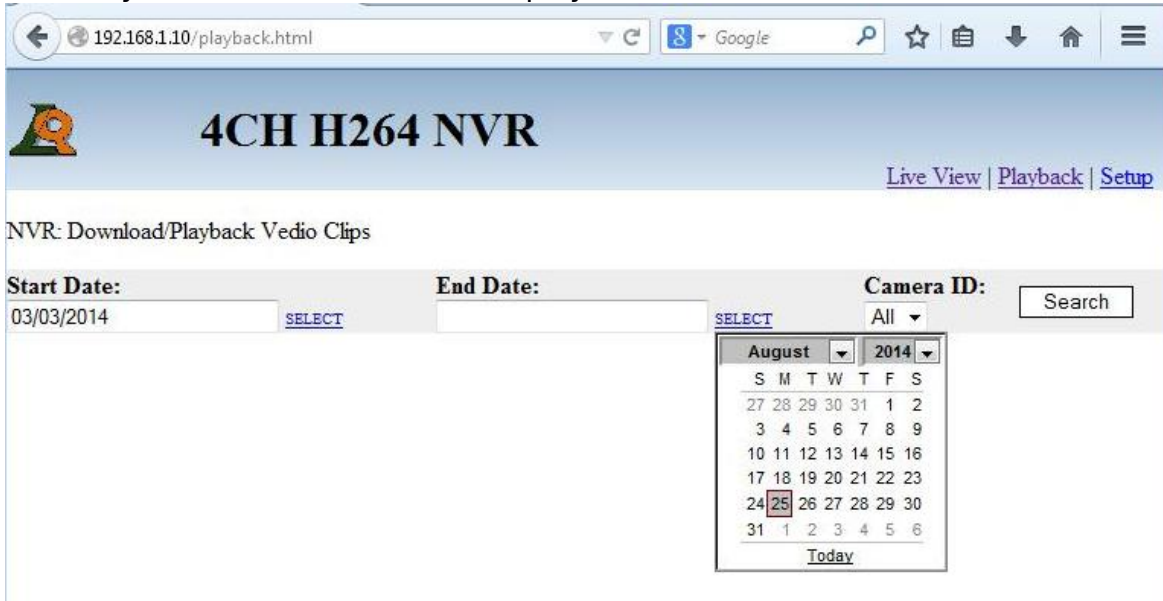 192.168.1.10/playback.html
Google
4CH H264 NVR
Live View | Playback | Setup
NVR: Download/Playback Vedio Clips
Start Date: End Date: Camera ID:
03/03/2014 SELECT SELECT All Search
August 2014
S M T W T F S
27 28 29 30 31 1 2
3 4 5 6 7 8 9
10 11 12 13 14 15 16
17 18 19 20 21 22 23
24 25 26 27 28 29 30
31 1 2 3 4 5 6
Today